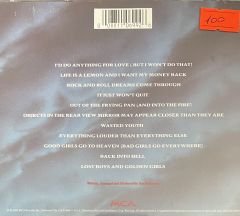 100
I'D DO ANYTHING FOR LOVE (BUT I WON'T DO THAT)
LIFE IS A LEMON AND I WANT MY MONEY BACK
ROCK AND ROLL DREAMS COME THROUGH
IT JUST WON'T QUIT
OUT OF THE FRYING PAN (AND INTO THE FIRE)
OBJECTS IN THE REAR VIEW MIRROR MAY APPEAR CLOSER THAN THEY ARE
WASTED YOUTH
EVERYTHING LOUDER THAN EVERYTHING ELSE
GOOD GIRLS GO TO HEAVEN (BAD GIRLS GO EVERYWHERE)
BACK INTO HELL
LOST BOYS AND GOLDEN GIRLS
MCA